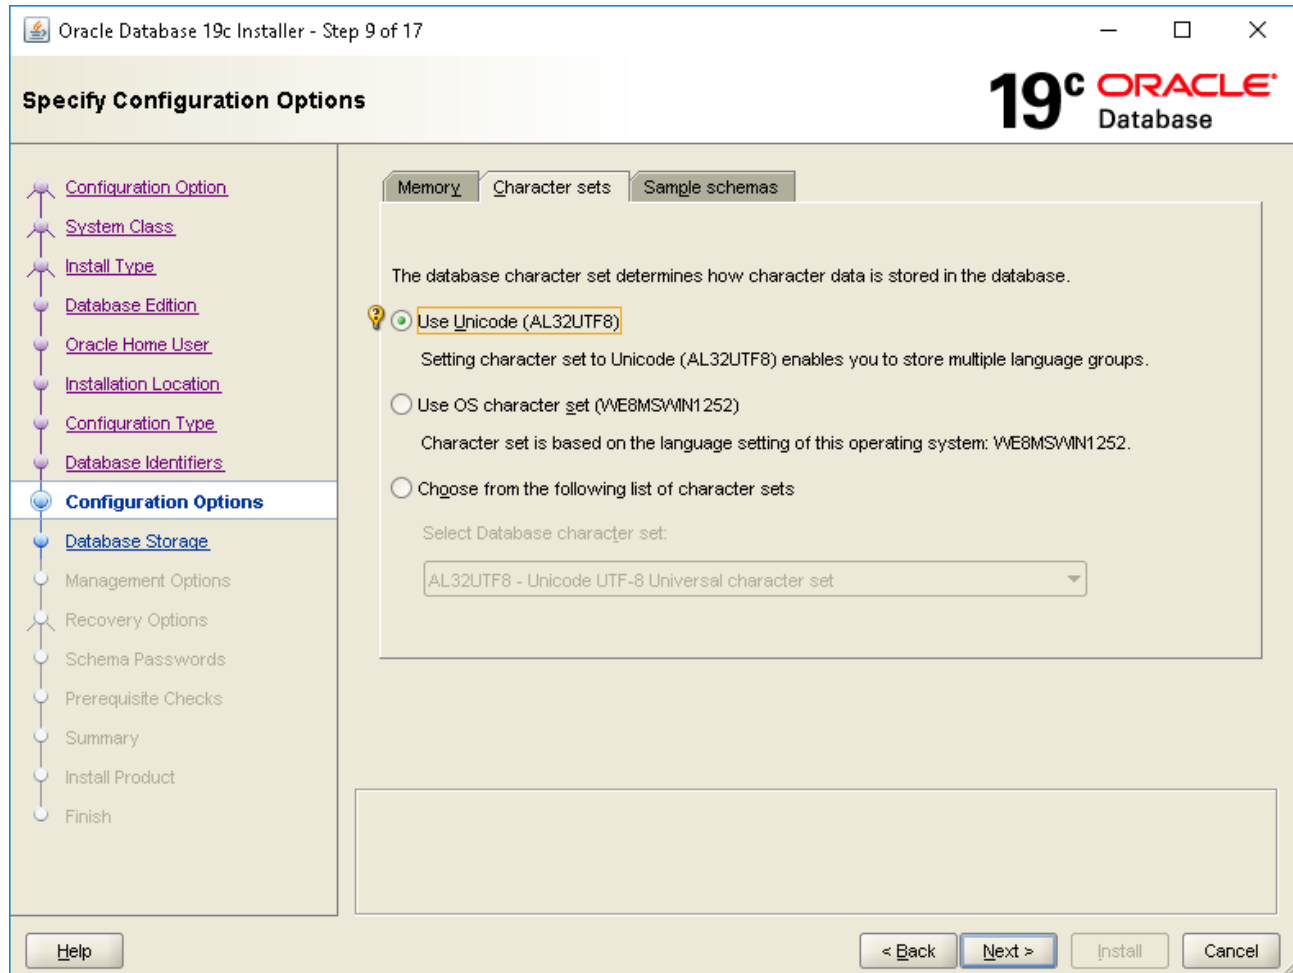 Oracle Database 19c Installer - Step 9 of 17
Specify Configuration Options
19c ORACLE
Database
Configuration Option
System Class
Install Type
Database Edition
Oracle Home User
Installation Location
Configuration Type
Database Identifiers
Configuration Options
Database Storage
Management Options
Recovery Options
Schema Passwords
Prerequisite Checks
Summary
Install Product
Finish
Memory
Character sets
Sample schemas
The database character set determines how character data is stored in the database.
Use Unicode (AL32UTF8)
Setting character set to Unicode (AL32UTF8) enables you to store multiple language groups.
Use OS character set (WE8MSWIN1252)
Character set is based on the language setting of this operating system: WE8MSWIN1252.
Choose from the following list of character sets
Select Database character set:
AL32UTF8 - Unicode UTF-8 Universal character set
Help
< Back
Next >
Install
Cancel